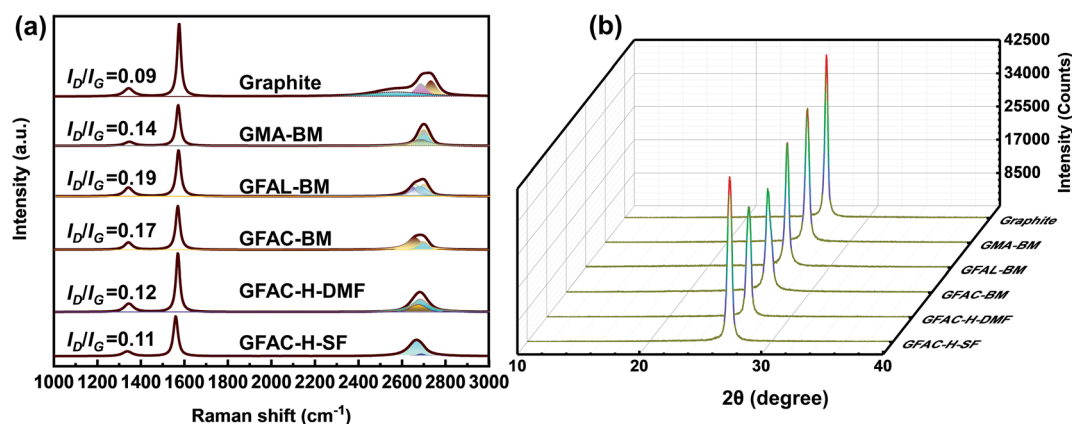 (a)
I_D/I_G=0.09 Graphite
I_D/I_G=0.14 GMA-BM
I_D/I_G=0.19 GFAL-BM
I_D/I_G=0.17 GFAC-BM
I_D/I_G=0.12 GFAC-H-DMF
I_D/I_G=0.11 GFAC-H-SF
Intensity (a.u.)
1000 1200 1400 1600 1800 2000 2200 2400 2600 2800 3000
Raman shift (cm⁻¹)
(b)
42500
34000
25500
17000
8500
Intensity (Counts)
Graphite
GMA-BM
GFAL-BM
GFAC-BM
GFAC-H-DMF
GFAC-H-SF
10 20 30 40
2θ (degree)